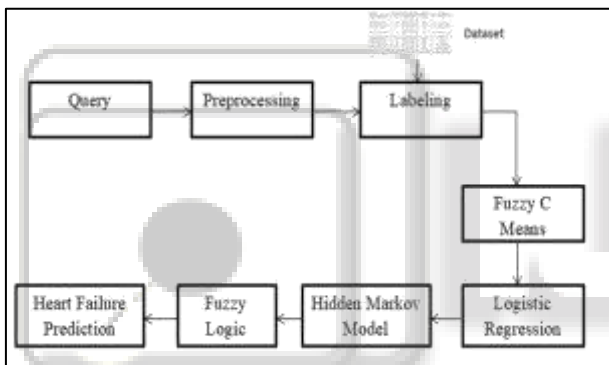 Dataset
Query
Preprocessing
Labeling
Fuzzy C
Means
Logistic
Regression
Hidden Markov
Model
Fuzzy
Logic
Heart Failure
Prediction